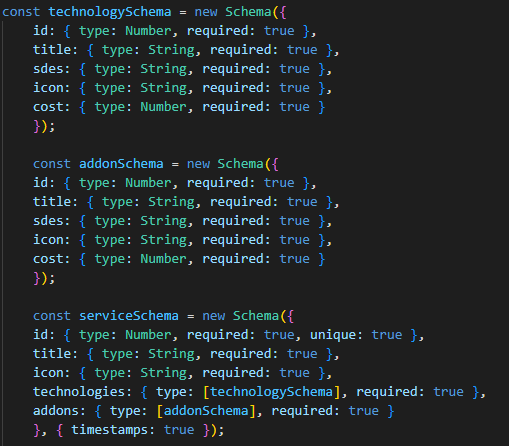 const technologySchema = new Schema({
id: { type: Number, required: true },
title: { type: String, required: true },
sdes: { type: String, required: true },
icon: { type: String, required: true },
cost: { type: Number, required: true }
});
const addonSchema = new Schema({
id: { type: Number, required: true },
title: { type: String, required: true },
sdes: { type: String, required: true },
icon: { type: String, required: true },
cost: { type: Number, required: true }
});
const serviceSchema = new Schema({
id: { type: Number, required: true, unique: true },
title: { type: String, required: true },
icon: { type: String, required: true },
technologies: { type: [technologySchema], required: true },
addons: { type: [addonSchema], required: true }
}, { timestamps: true });